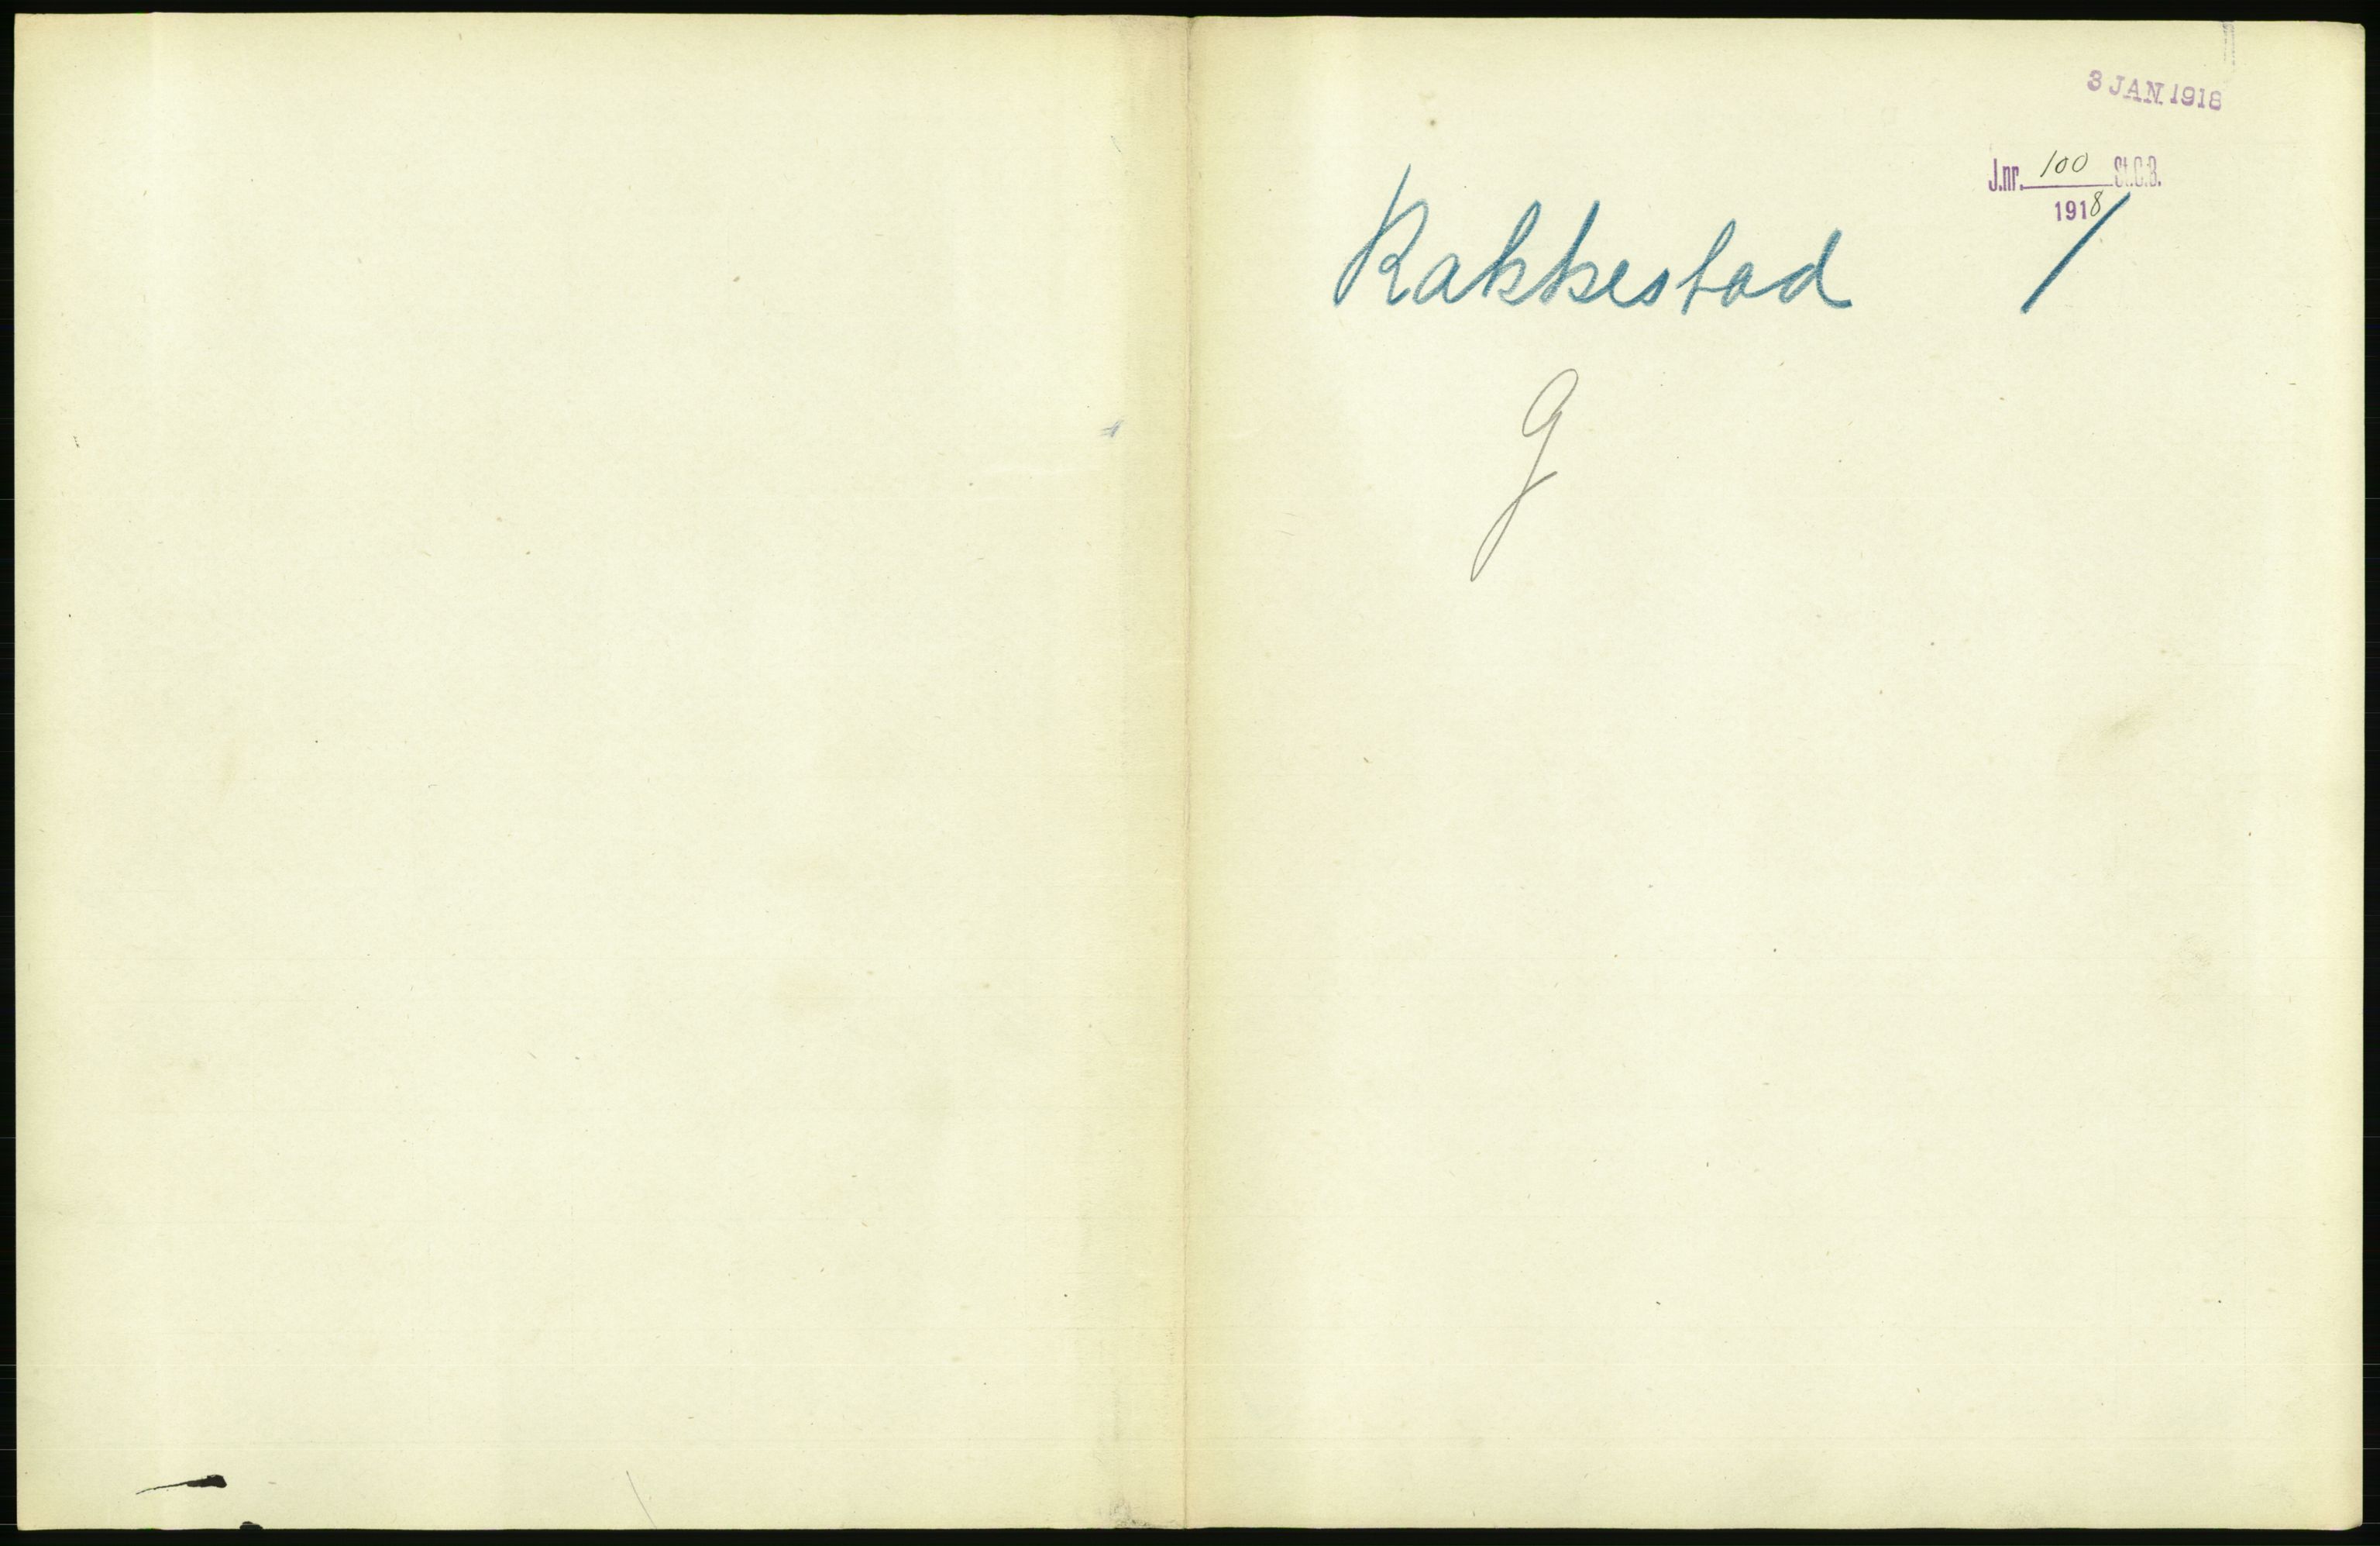 3 JAN. 1918
J.nr. 100 St.C.B.
1918
Rakkestad /
G